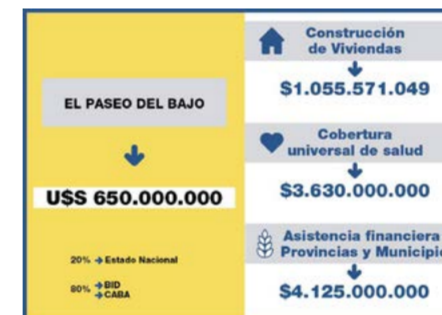 EL PASEO DEL BAJO
U$S 650.000.000
20% → Estado Nacional
80% → BID
→ CABA
Construcción
de Viviendas
$1.055.571.049
Cobertura
universal de salud
$3.630.000.000
Asistencia financiera
Provincias y Municipi
$4.125.000.000